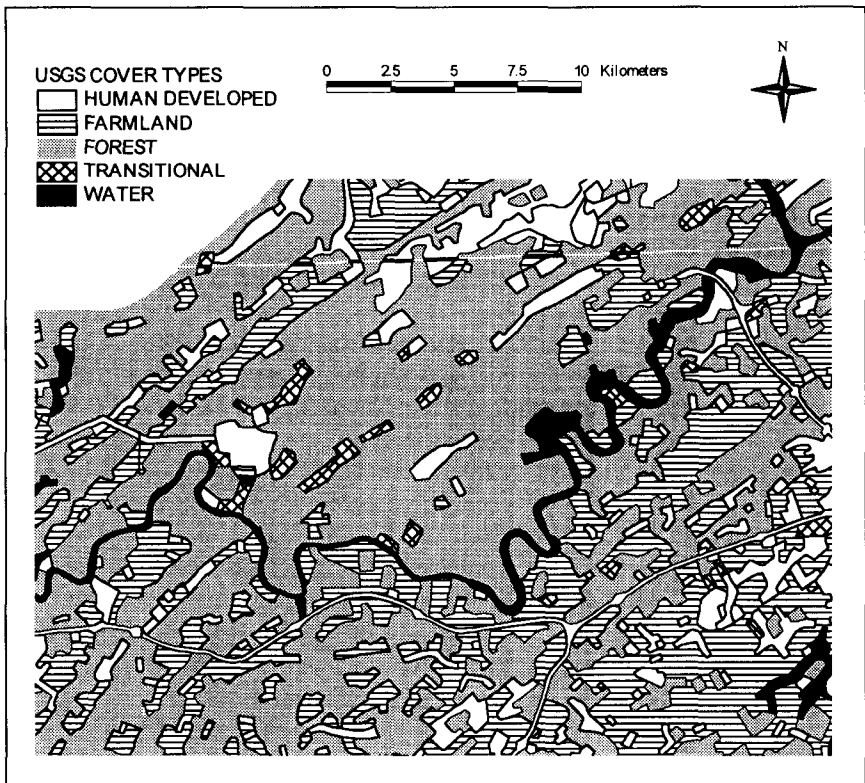 N
0 2.5 5 7.5 10 Kilometers
USGS COVER TYPES
HUMAN DEVELOPED
FARMLAND
FOREST
TRANSITIONAL
WATER